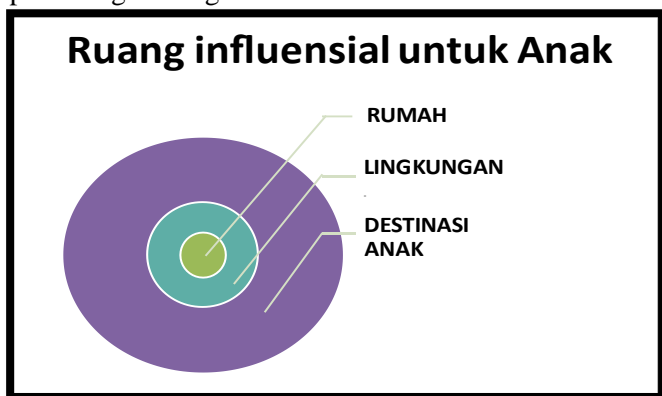 Ruang influensial untuk Anak
RUMAH
LINGKUNGAN
DESTINASI
ANAK